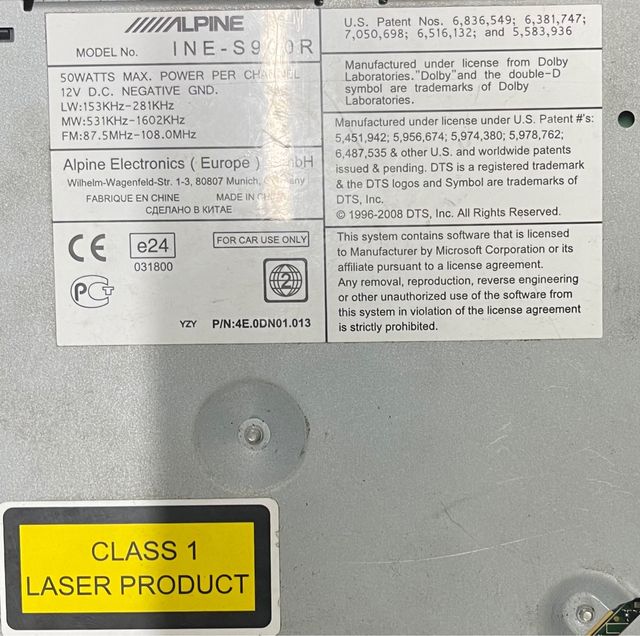 ALPINE
MODEL No. INE-S900R
50WATTS MAX. POWER PER CHANNEL
12V D.C. NEGATIVE GND.
LW:153KHz-281KHz
MW:531KHz-1602KHz
FM:87.5MHz-108.0MHz
Alpine Electronics ( Europe ) GmbH
Wilhelm-Wagenfeld-Str. 1-3, 80807 Munich, Germany
FABRIQUE EN CHINE MADE IN CHINA
СДЕЛАНО В КИТАЕ
CE e24 FOR CAR USE ONLY
031800
РСТ 2
YZY P/N:4E.0DN01.013
U.S. Patent Nos. 6,836,549; 6,381,747;
7,050,698; 6,516,132; and 5,583,936
Manufactured under license from Dolby
Laboratories."Dolby"and the double-D
symbol are trademarks of Dolby
Laboratories.
Manufactured under license under U.S. Patent #'s:
5,451,942; 5,956,674; 5,974,380; 5,978,762;
6,487,535 & other U.S. and worldwide patents
issued & pending. DTS is a registered trademark
& the DTS logos and Symbol are trademarks of
DTS, Inc.
© 1996-2008 DTS, Inc. All Rights Reserved.
This system contains software that is licensed
to Manufacturer by Microsoft Corporation or its
affiliate pursuant to a license agreement.
Any removal, reproduction, reverse engineering
or other unauthorized use of the software from
this system in violation of the license agreement
is strictly prohibited.
CLASS 1
LASER PRODUCT